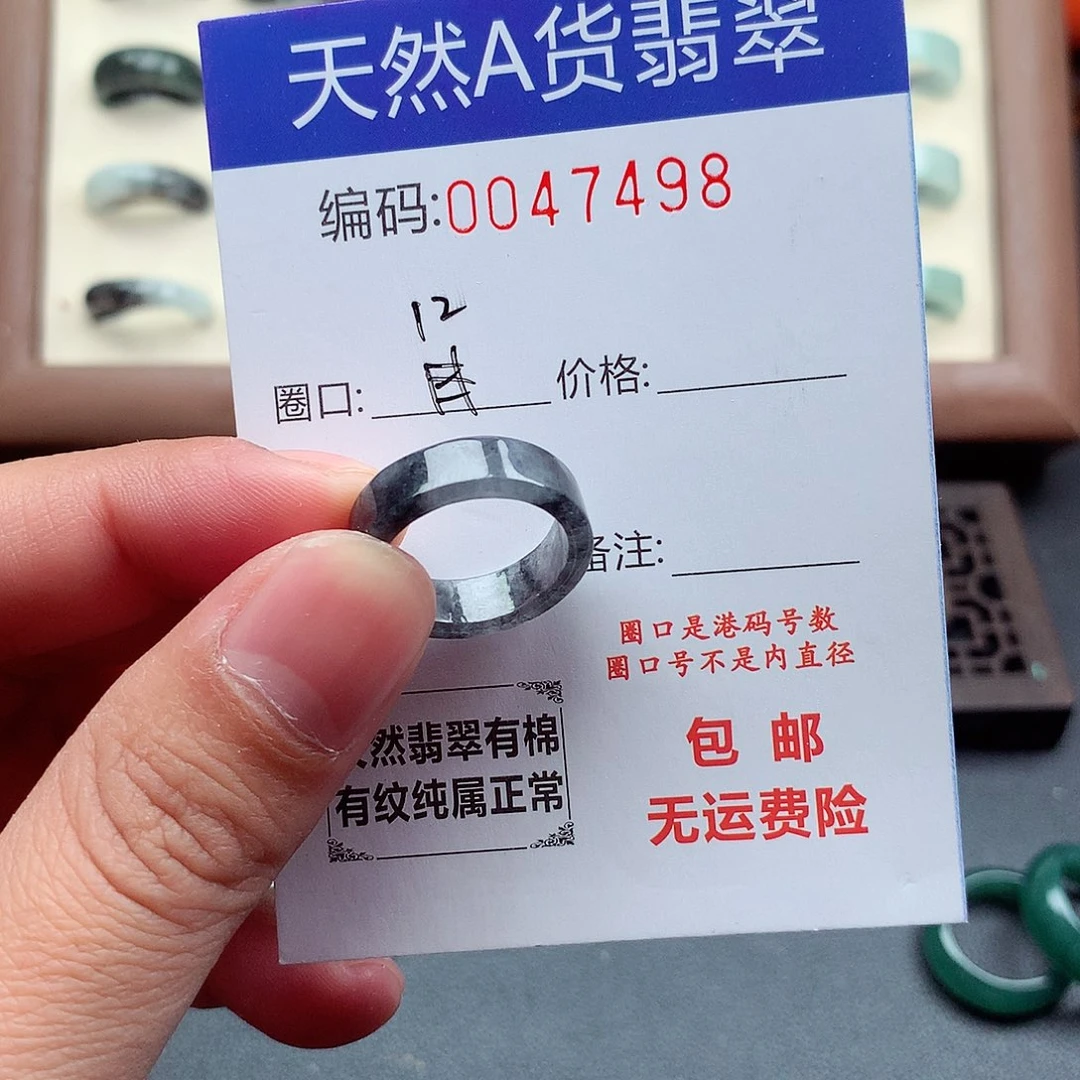 天然A货翡翠
编码:0047498
12
圈口: 价格:
备注:
圈口是港码号数
圈口号不是内直径
天然翡翠有棉
有纹纯属正常
包邮
无运费险